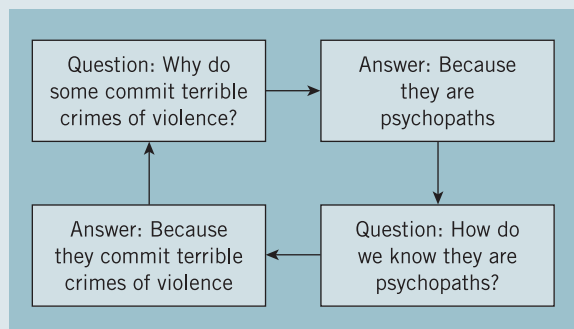 Question: Why do
some commit terrible
crimes of violence?
Answer: Because
they are
psychopaths
Question: How do
we know they are
psychopaths?
Answer: Because
they commit terrible
crimes of violence